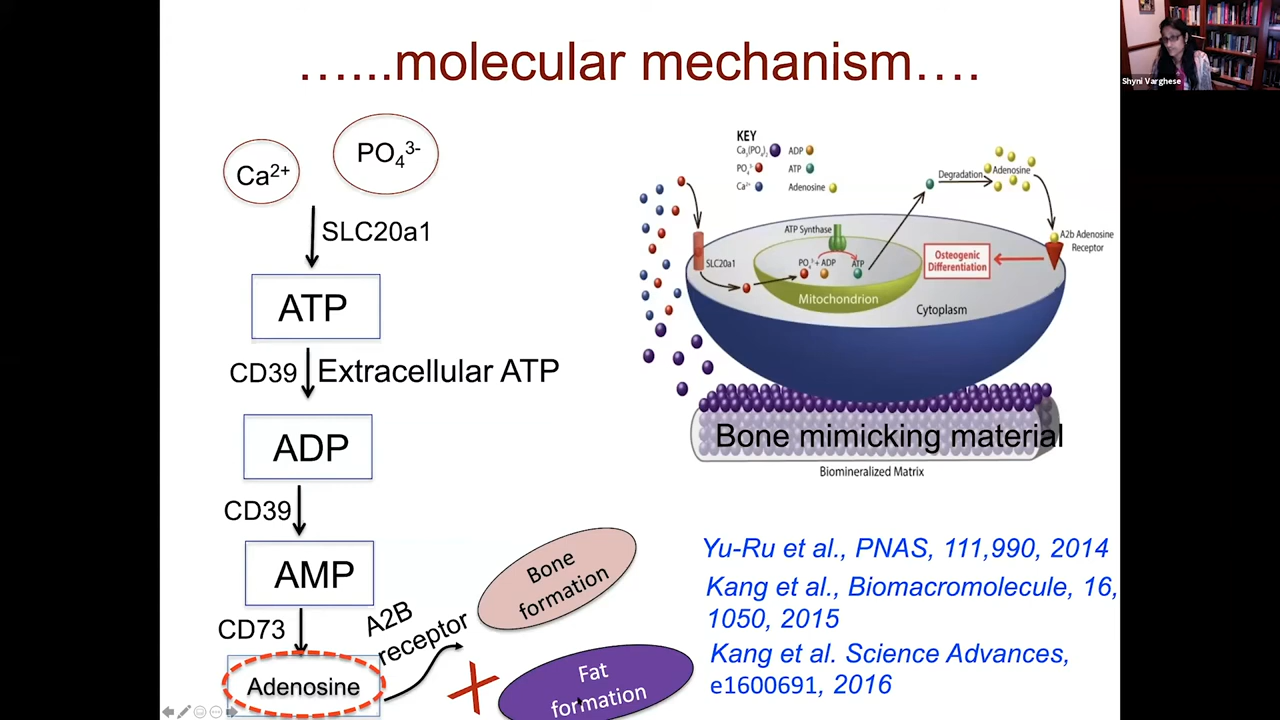 …...molecular mechanism….
Shyni Varghese
Ca²⁺
PO₄³⁻
SLC20a1
ATP
CD39
Extracellular ATP
ADP
CD39
AMP
CD73
A2B
receptor
Adenosine
Bone
formation
Fat
formation
KEY
Ca₃(PO₄)₂
ADP
PO₄³⁻
ATP
Ca²⁺
Adenosine
Degradation
Adenosine
A2b Adenosine
Receptor
ATP Synthase
SLC20a1
PO₄³⁻+ ADP
ATP
Mitochondrion
Osteogenic
Differentiation
Cytoplasm
Bone mimicking material
Biomineralized Matrix
Yu-Ru et al., PNAS, 111,990, 2014
Kang et al., Biomacromolecule, 16,
1050, 2015
Kang et al. Science Advances,
e1600691, 2016